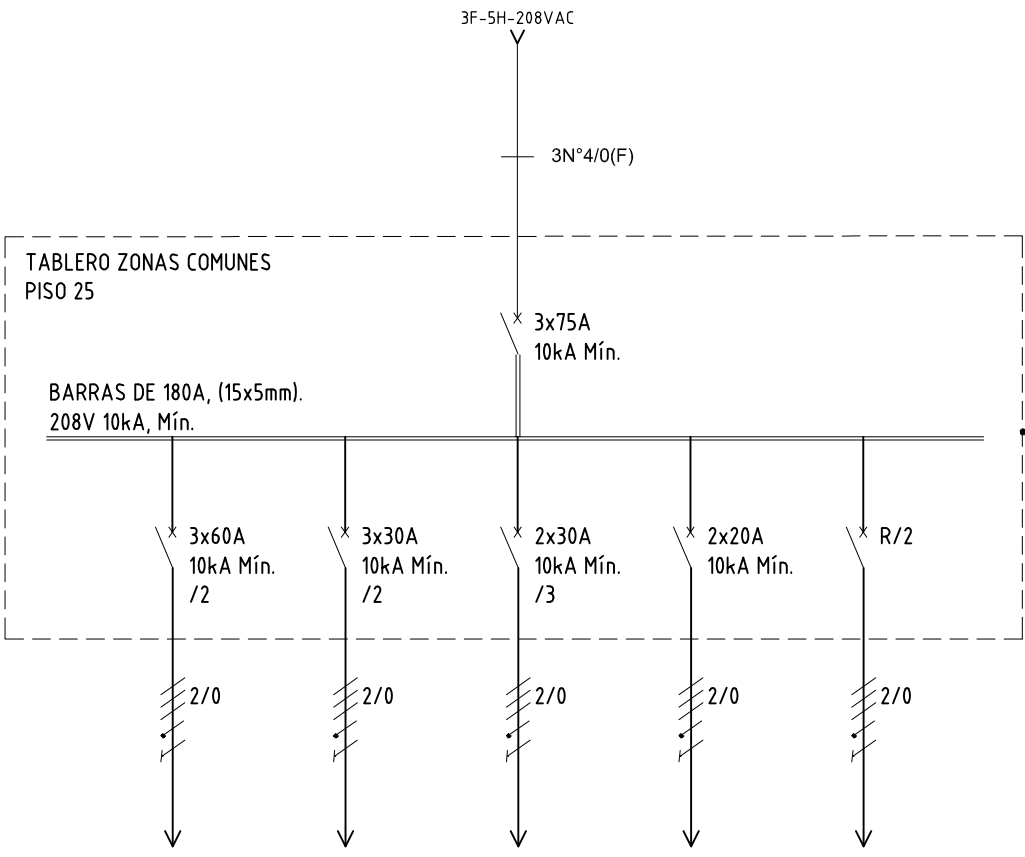 3F-5H-208VAC
3N°4/0(F)
TABLERO ZONAS COMUNES
PISO 25
3x75A
10kA Mín.
BARRAS DE 180A, (15x5mm).
208V 10kA, Mín.
3x60A
10kA Mín.
/2
3x30A
10kA Mín.
/2
2x30A
10kA Mín.
/3
2x20A
10kA Mín.
R/2
2/0
2/0
2/0
2/0
2/0